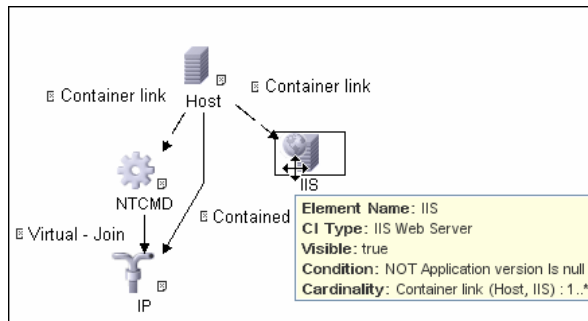 Container link
Container link
Host
NTCMD
IIS
Contained
Virtual - Join
IP
Element Name: IIS
CI Type: IIS Web Server
Visible: true
Condition: NOT Application version Is null
Cardinality: Container link (Host, IIS) : 1..*